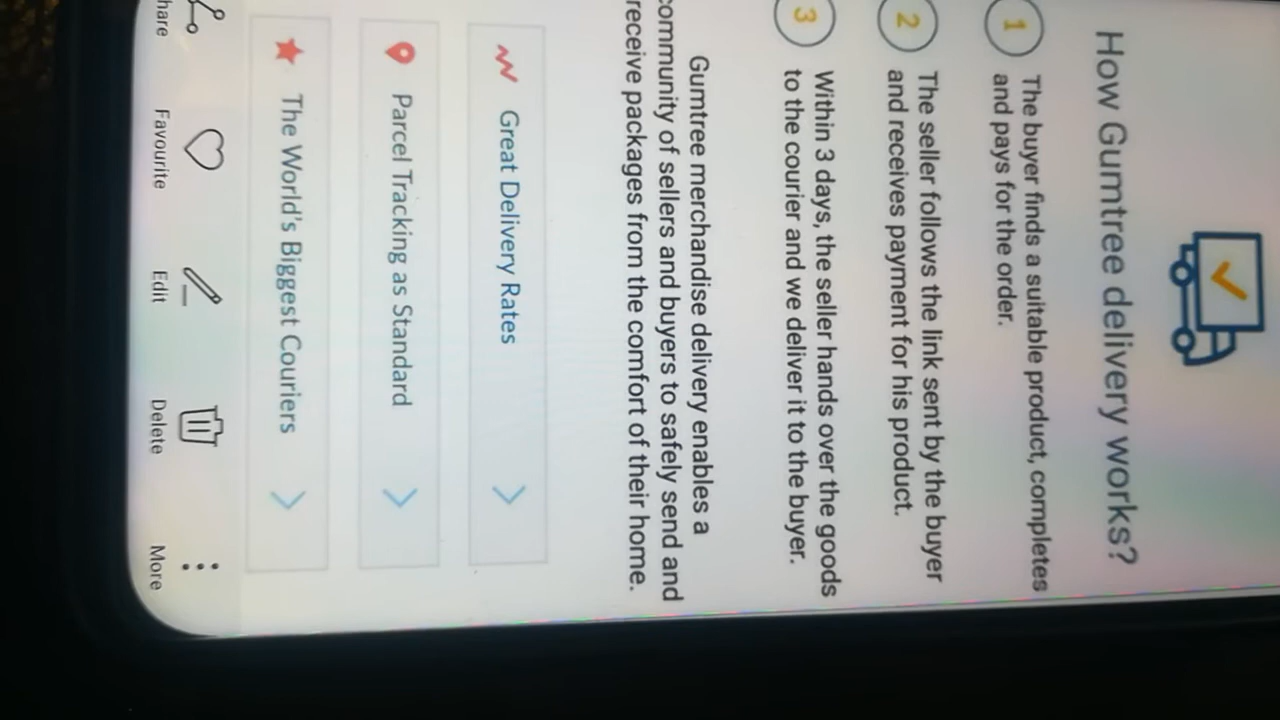 How Gumtree delivery works?
1
The buyer finds a suitable product, completes
and pays for the order.
2
The seller follows the link sent by the buyer
and receives payment for his product.
3
Within 3 days, the seller hands over the goods
to the courier and we deliver it to the buyer.
Gumtree merchandise delivery enables a
community of sellers and buyers to safely send and
receive packages from the comfort of their home.
Great Delivery Rates
Parcel Tracking as Standard
The World's Biggest Couriers
hare
Favourite
Edit
Delete
More